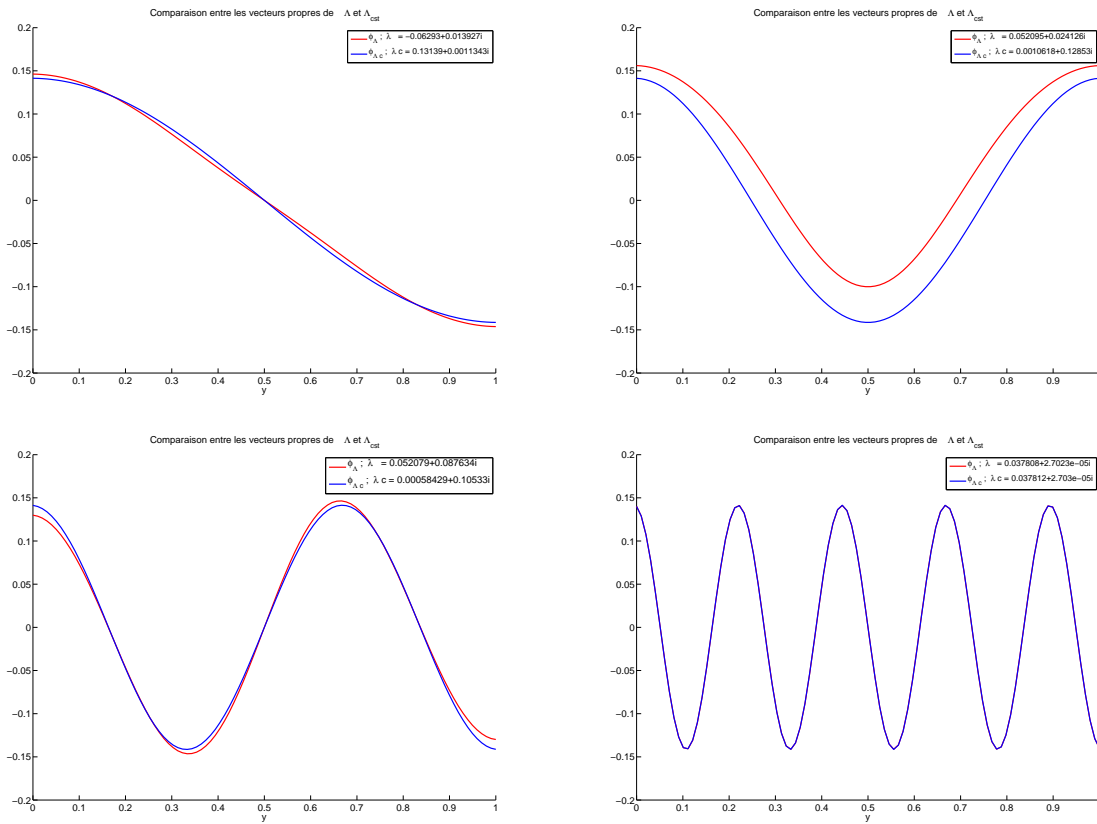 Comparaison entre les vecteurs propres de Λ et Λcst
0.2
0.15
0.1
0.05
0
−0.05
−0.1
−0.15
−0.2
0 0.1 0.2 0.3 0.4 0.5 0.6 0.7 0.8 0.9 1
y
ϕΛ ; λ = −0.06293+0.013927i
ϕΛ c ; λ c = 0.13139+0.0011343i
Comparaison entre les vecteurs propres de Λ et Λcst
0.2
0.15
0.1
0.05
0
−0.05
−0.1
−0.15
−0.2
0 0.1 0.2 0.3 0.4 0.5 0.6 0.7 0.8 0.9
y
ϕΛ ; λ = 0.052095+0.024126i
ϕΛ c ; λ c = 0.0010618+0.12853i
Comparaison entre les vecteurs propres de Λ et Λcst
0.2
0.15
0.1
0.05
0
−0.05
−0.1
−0.15
−0.2
0 0.1 0.2 0.3 0.4 0.5 0.6 0.7 0.8 0.9 1
y
ϕΛ ; λ = 0.052079+0.087634i
ϕΛ c ; λ c = 0.00058429+0.10533i
Comparaison entre les vecteurs propres de Λ et Λcst
0.2
0.15
0.1
0.05
0
−0.05
−0.1
−0.15
−0.2
0 0.1 0.2 0.3 0.4 0.5 0.6 0.7 0.8 0.9
y
ϕΛ ; λ = 0.037808+2.7023e−05i
ϕΛ c ; λ c = 0.037812+2.703e−05i